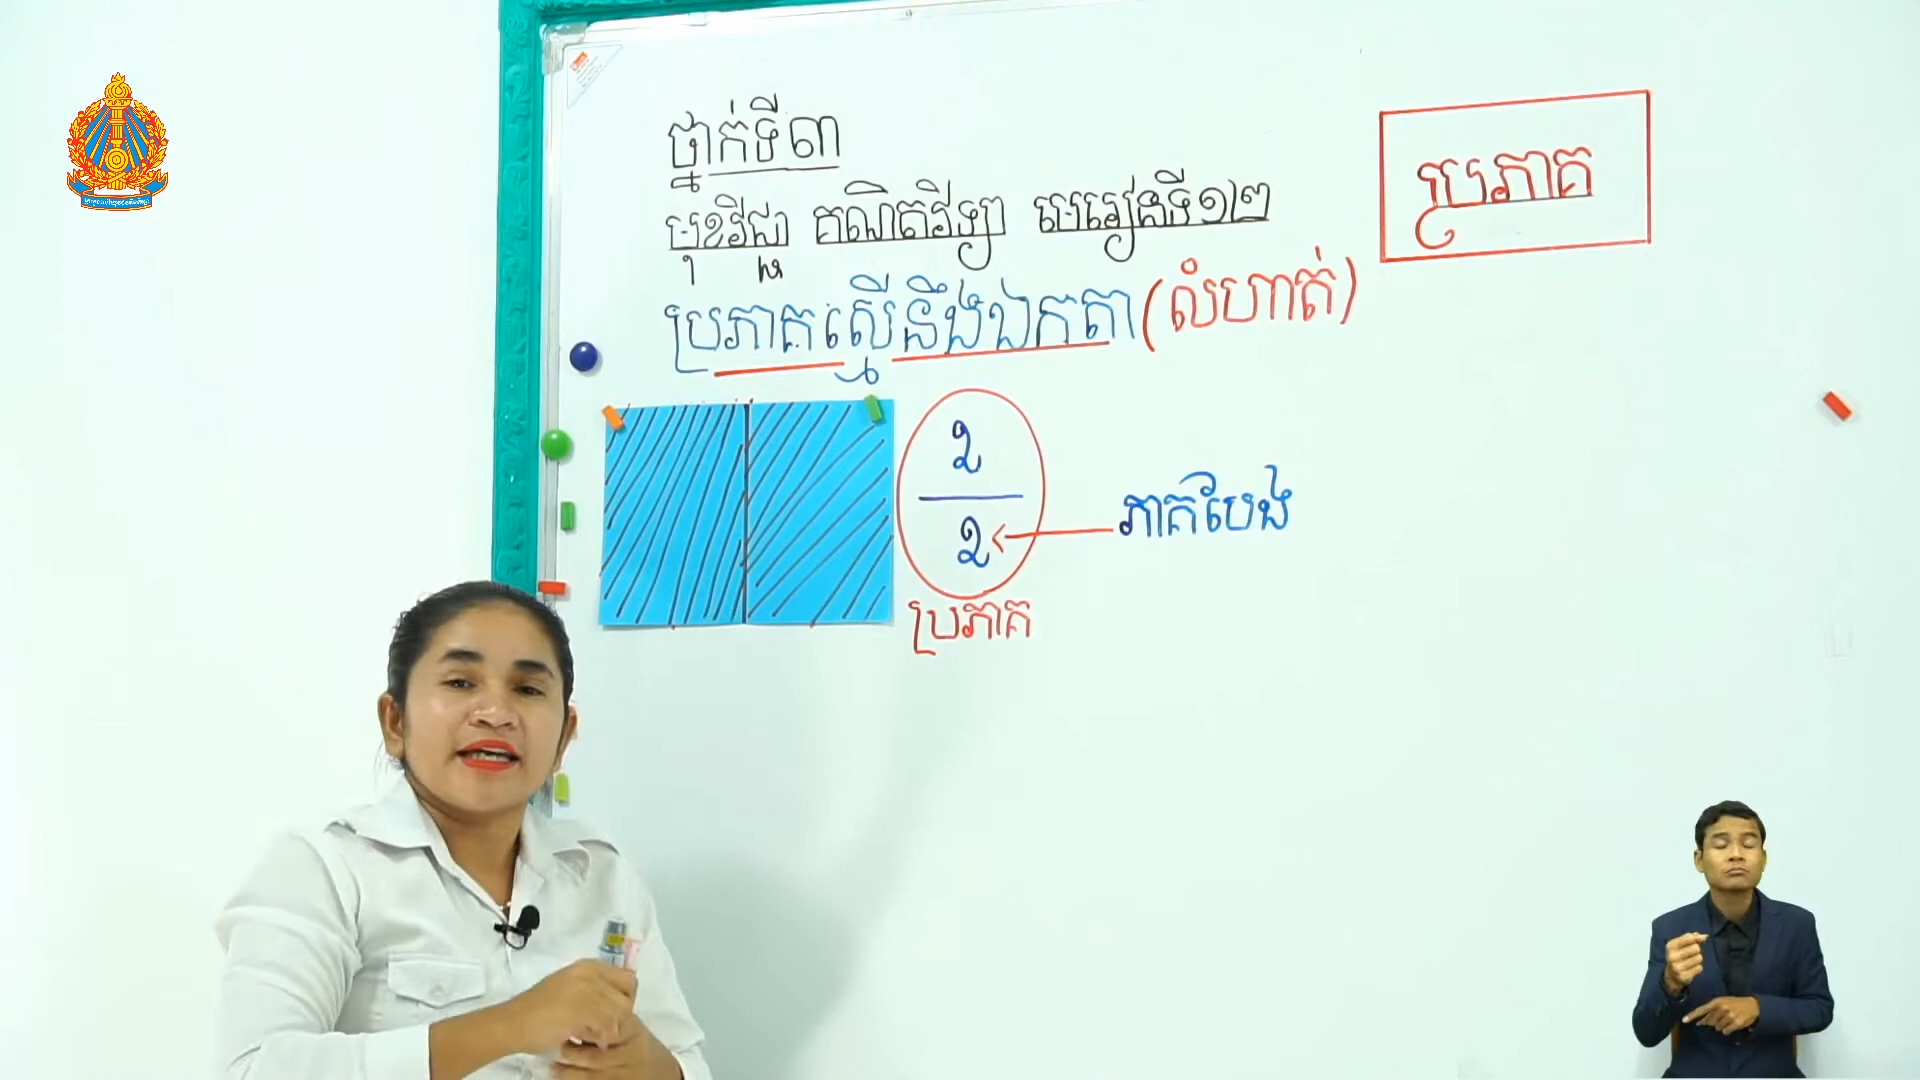 ថ្នាក់ទី៣
មុខវិជ្ជា គណិតវិទ្យា មេរៀនទី១២
ប្រភាគ
ប្រភាគស្មើនឹងឯកតា(លំហាត់)
២
២
ភាគបែង
ប្រភាគ